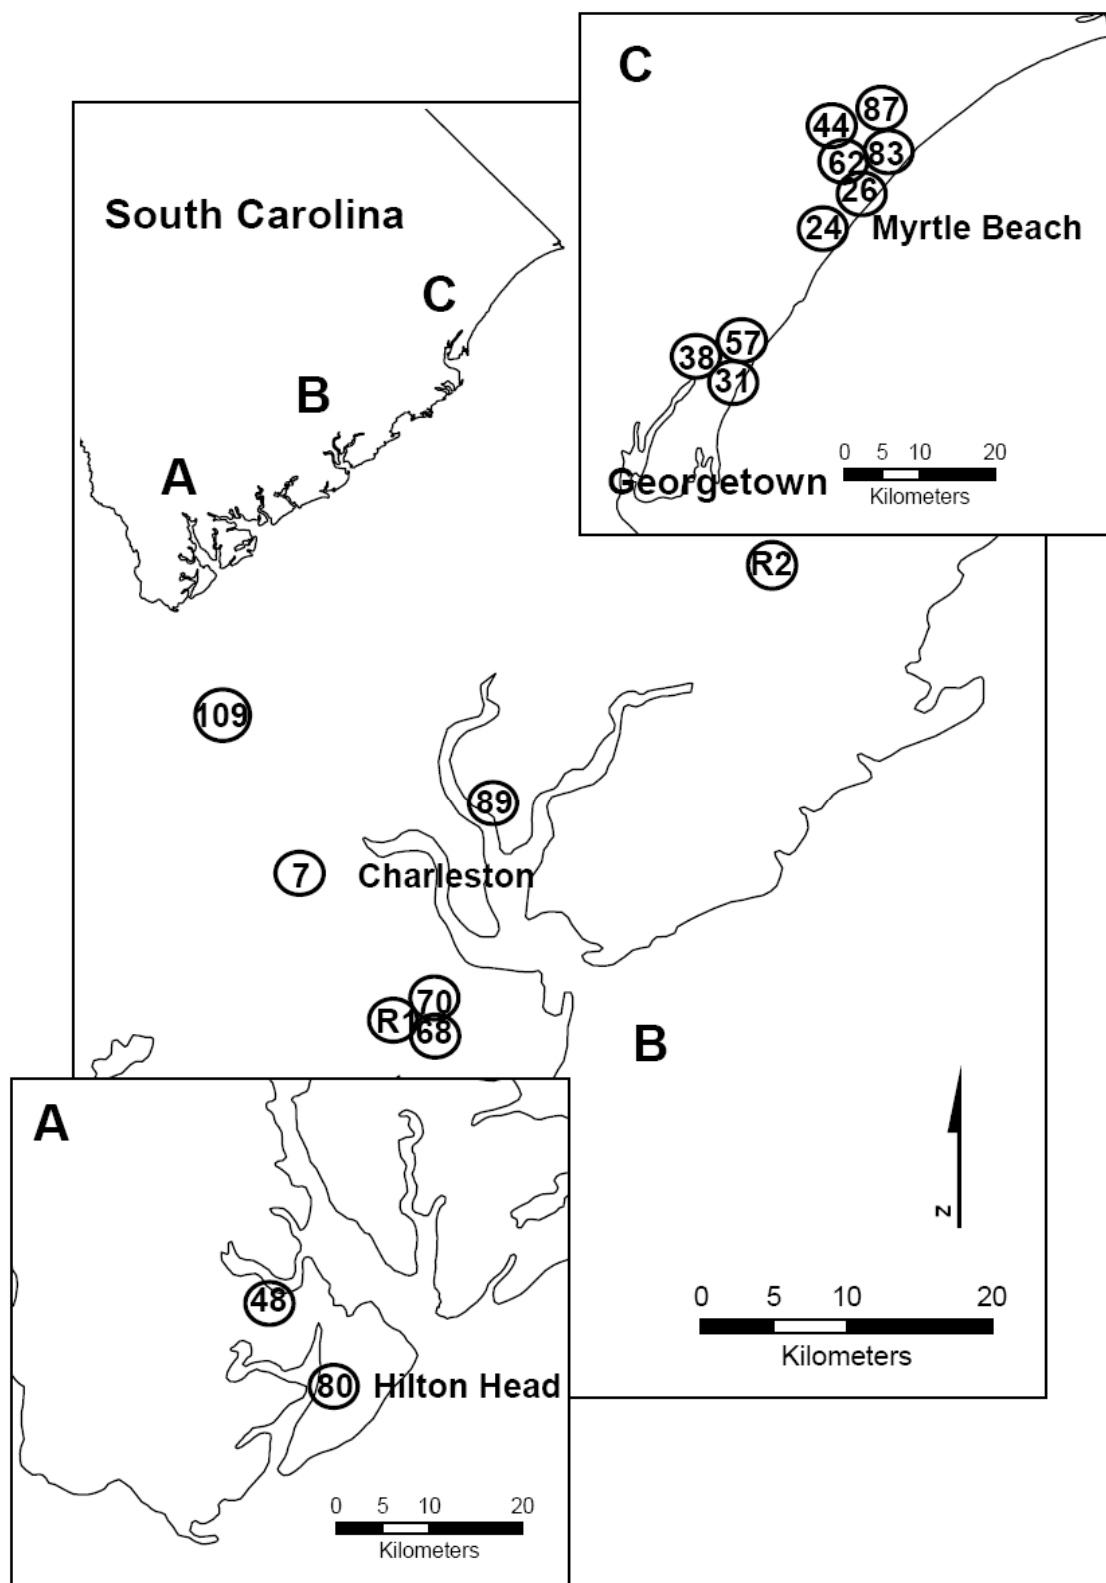 C
87
44
83
62
26
24
Myrtle Beach
57
38
31
0 5 10 20
Kilometers
Georgetown
South Carolina
C
B
A
R2
109
89
7
Charleston
70
R1
68
B
N
0 5 10 20
Kilometers
A
48
80
Hilton Head
0 5 10 20
Kilometers